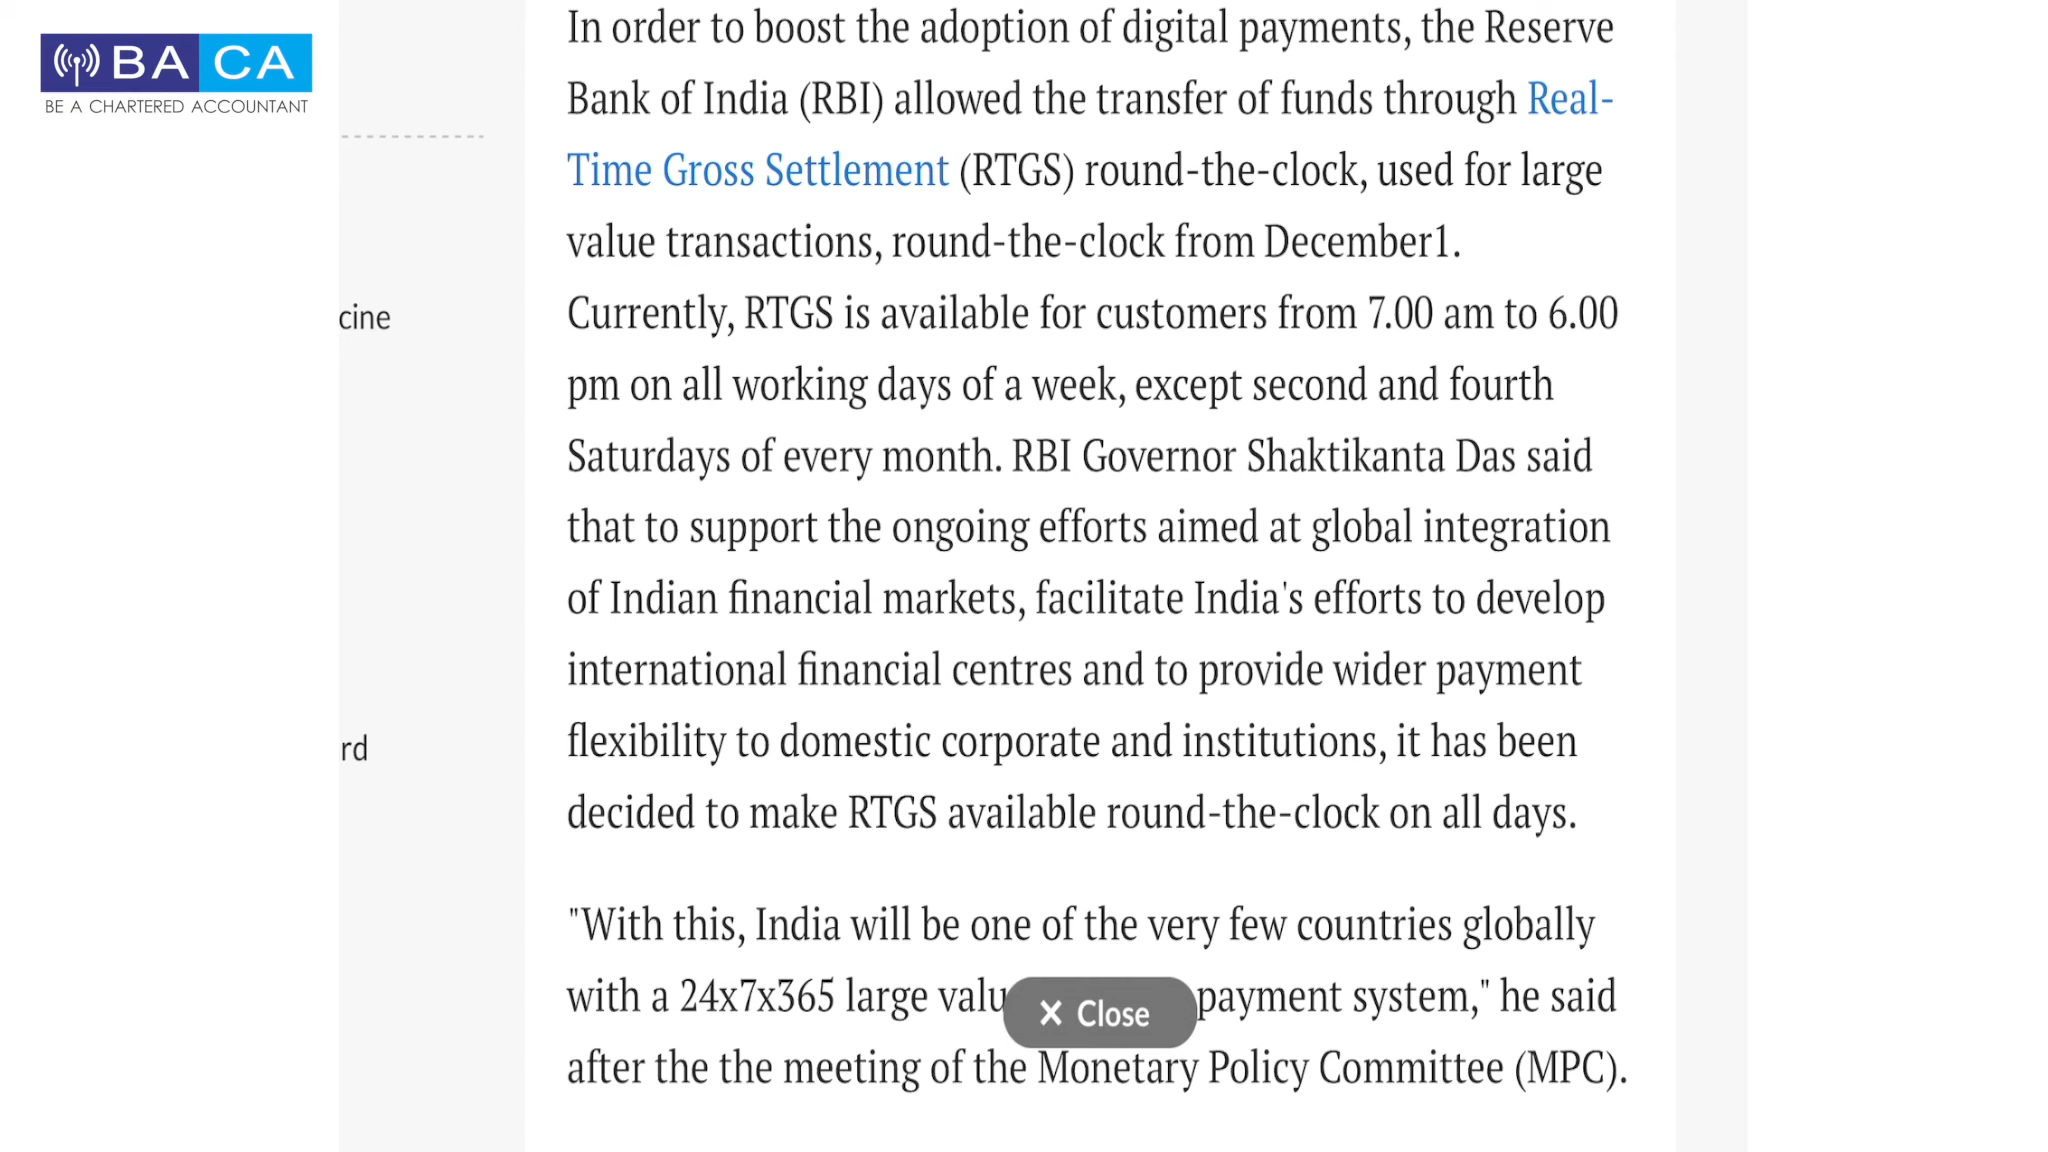 BA CA
BE A CHARTERED ACCOUNTANT
cine
rd
In order to boost the adoption of digital payments, the Reserve
Bank of India (RBI) allowed the transfer of funds through Real-
Time Gross Settlement (RTGS) round-the-clock, used for large
value transactions, round-the-clock from December1.
Currently, RTGS is available for customers from 7.00 am to 6.00
pm on all working days of a week, except second and fourth
Saturdays of every month. RBI Governor Shaktikanta Das said
that to support the ongoing efforts aimed at global integration
of Indian financial markets, facilitate India's efforts to develop
international financial centres and to provide wider payment
flexibility to domestic corporate and institutions, it has been
decided to make RTGS available round-the-clock on all days.
"With this, India will be one of the very few countries globally
with a 24x7x365 large valu payment system," he said
× Close
after the the meeting of the Monetary Policy Committee (MPC).